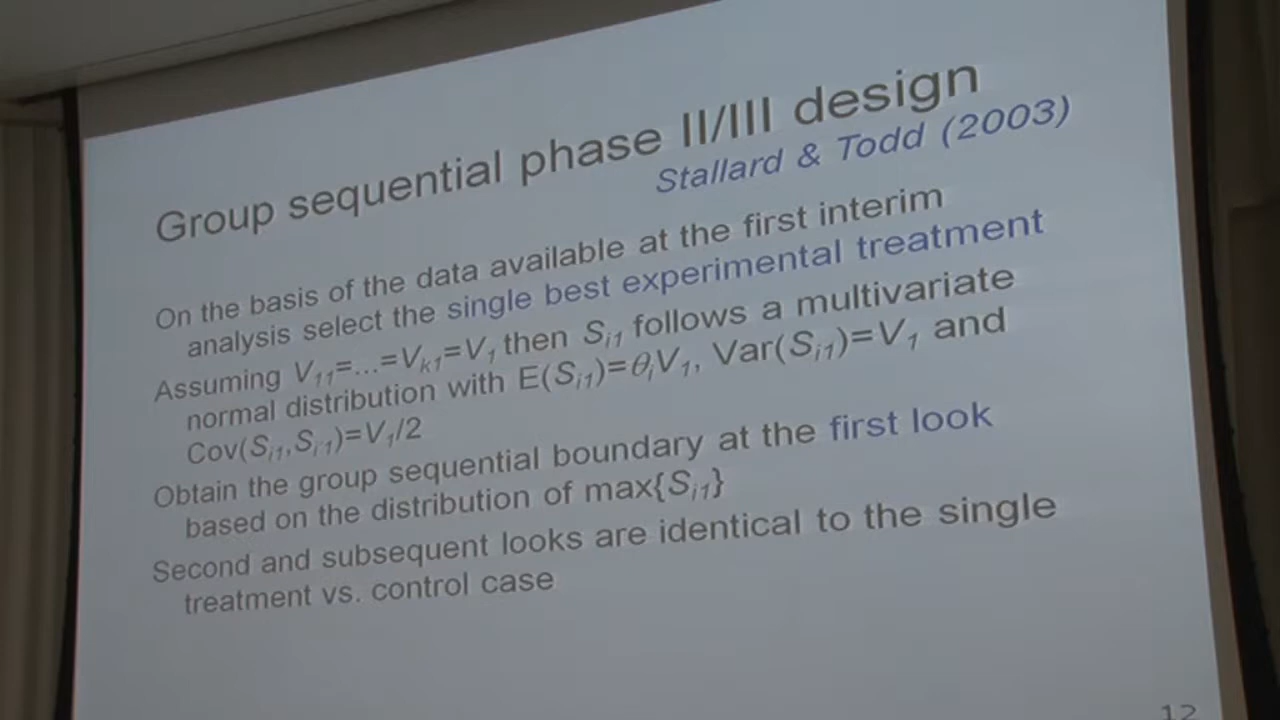 Group sequential phase II/III design
Stallard & Todd (2003)
On the basis of the data available at the first interim
analysis select the single best experimental treatment
Assuming V₁₁=...=Vₖ₁=V₁ then Sᵢ₁ follows a multivariate
normal distribution with E(Sᵢ₁)=θᵢV₁, Var(Sᵢ₁)=V₁ and
Cov(Sᵢ₁,Sᵢ'₁)=V₁/2
Obtain the group sequential boundary at the first look
based on the distribution of max{Sᵢ₁}
Second and subsequent looks are identical to the single
treatment vs. control case
12